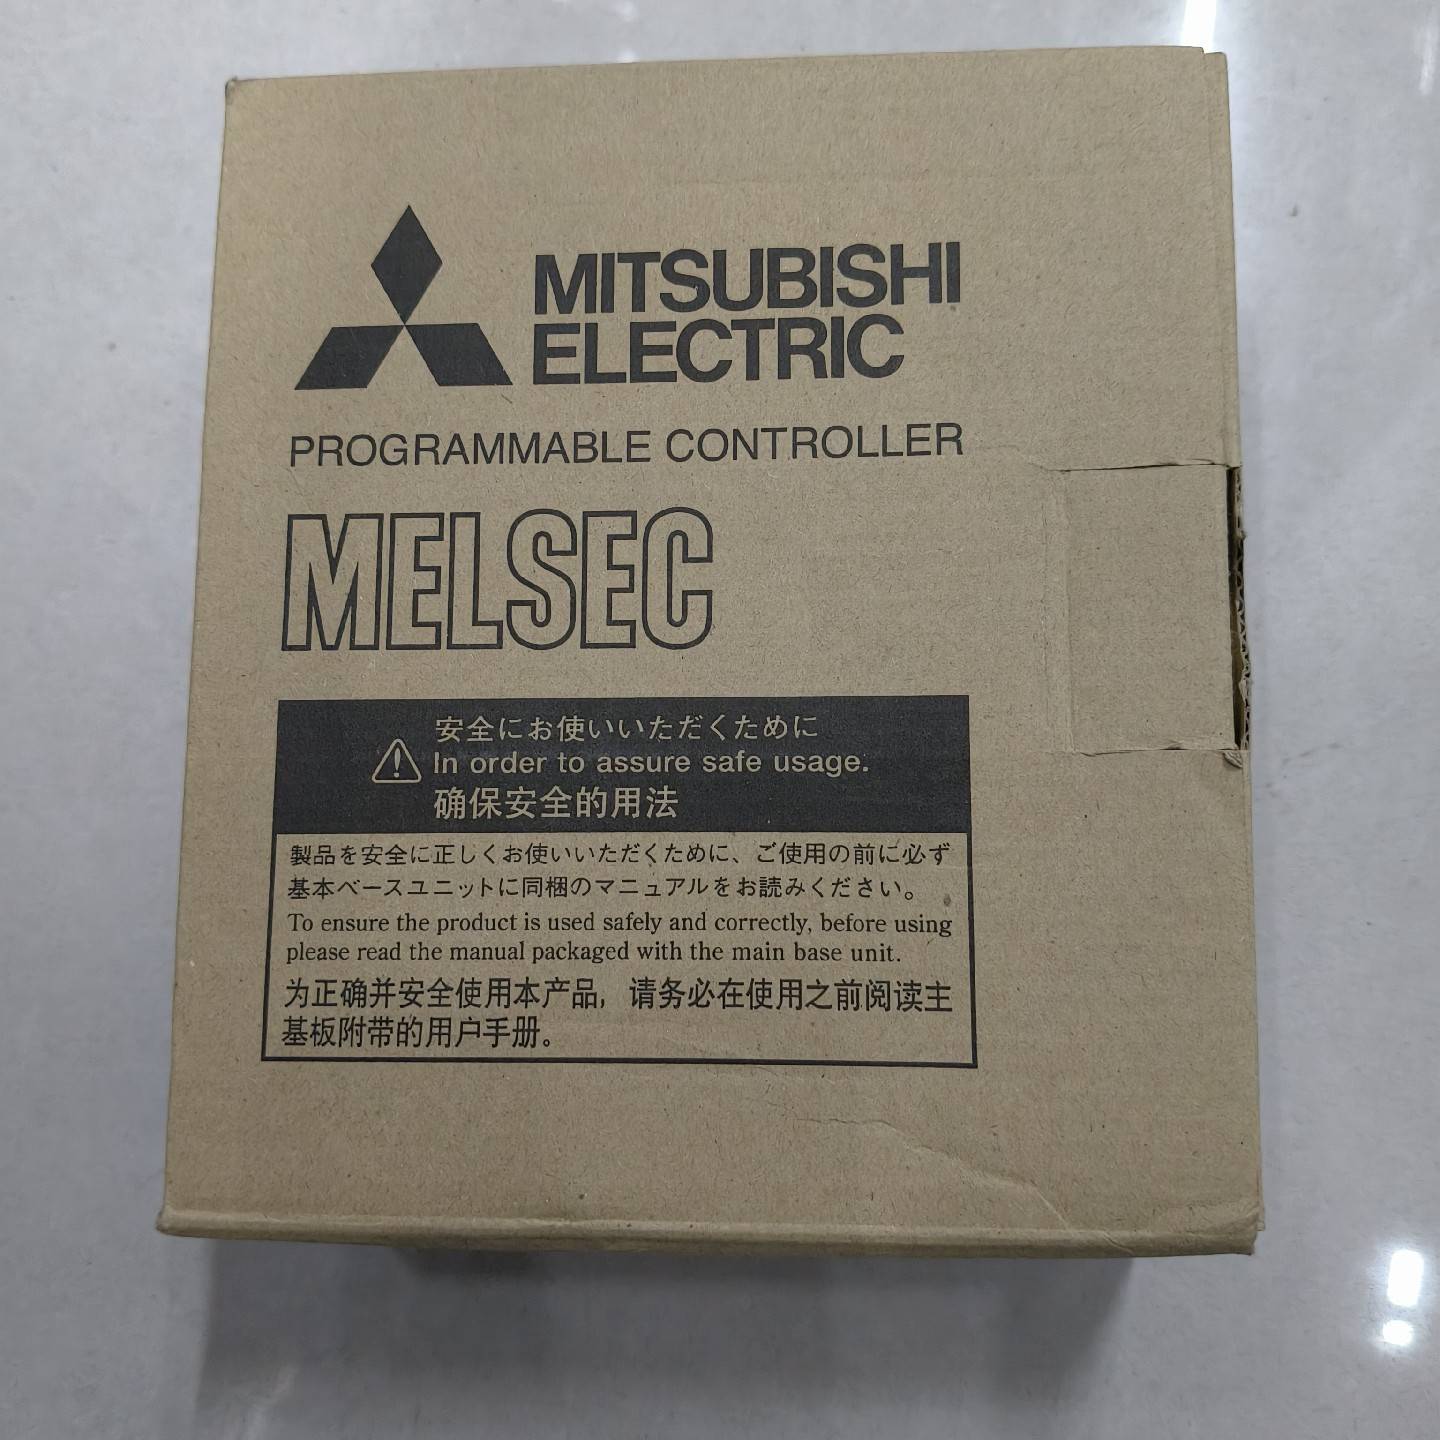 MITSUBISHI
ELECTRIC
PROGRAMMABLE CONTROLLER
MELSEC
安全にお使いいただくために
In order to assure safe usage.
确保安全的用法
製品を安全に正しくお使いいただくために、ご使用の前に必ず
基本ベースユニットに同梱のマニュアルをお読みください。
To ensure the product is used safely and correctly, before using
please read the manual packaged with the main base unit.
为正确并安全使用本产品，请务必在使用之前阅读主
基板附带的用户手册。